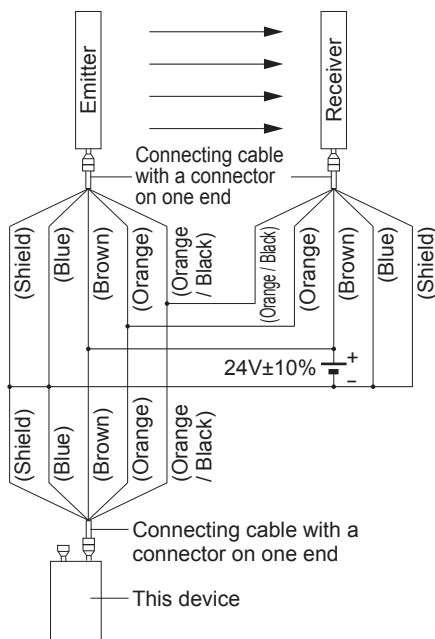 Emitter
Receiver
Connecting cable
with a connector
on one end
(Shield)
(Blue)
(Brown)
(Orange)
(Orange
/ Black)
(Orange / Black)
(Orange)
(Brown)
(Blue)
(Shield)
24V±10%
+
−
(Shield)
(Blue)
(Brown)
(Orange)
(Orange
/ Black)
Connecting cable with a
connector on one end
This device